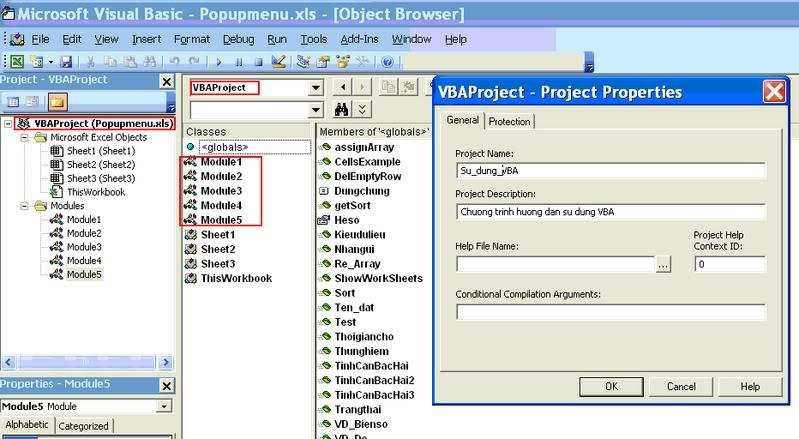 Microsoft Visual Basic - Popupmenu.xls - [Object Browser]
File Edit View Insert Format Debug Run Tools Add-Ins Window Help
Project - VBAProject
VBAProject (Popupmenu.xls)
Microsoft Excel Objects
Sheet1 (Sheet1)
Sheet2 (Sheet2)
Sheet3 (Sheet3)
ThisWorkbook
Modules
Module1
Module2
Module3
Module4
Module5
Properties - Module5
Module5 Module
Alphabetic Categorized
VBAProject
Classes
<globals>
Module1
Module2
Module3
Module4
Module5
Sheet1
Sheet2
Sheet3
ThisWorkbook
Members of '<globals>'
assignArray
CellsExample
DelEmptyRow
Dungchung
getSort
Heso
Kieudulieu
Nhangui
Re_Array
ShowWorkSheets
Sort
Ten_dat
Test
Thoigiancho
Thunghiem
TinhCanBacHai
TinhCanBacHai2
TinhCanBacHai3
Trangthai
VD_Bienso
VD_Do
VBAProject - Project Properties
General Protection
Project Name:
Su_dung_VBA
Project Description:
Chuong trinh huong dan su dung VBA
Help File Name:
Project Help
Context ID:
...
0
Conditional Compilation Arguments:
OK Cancel Help